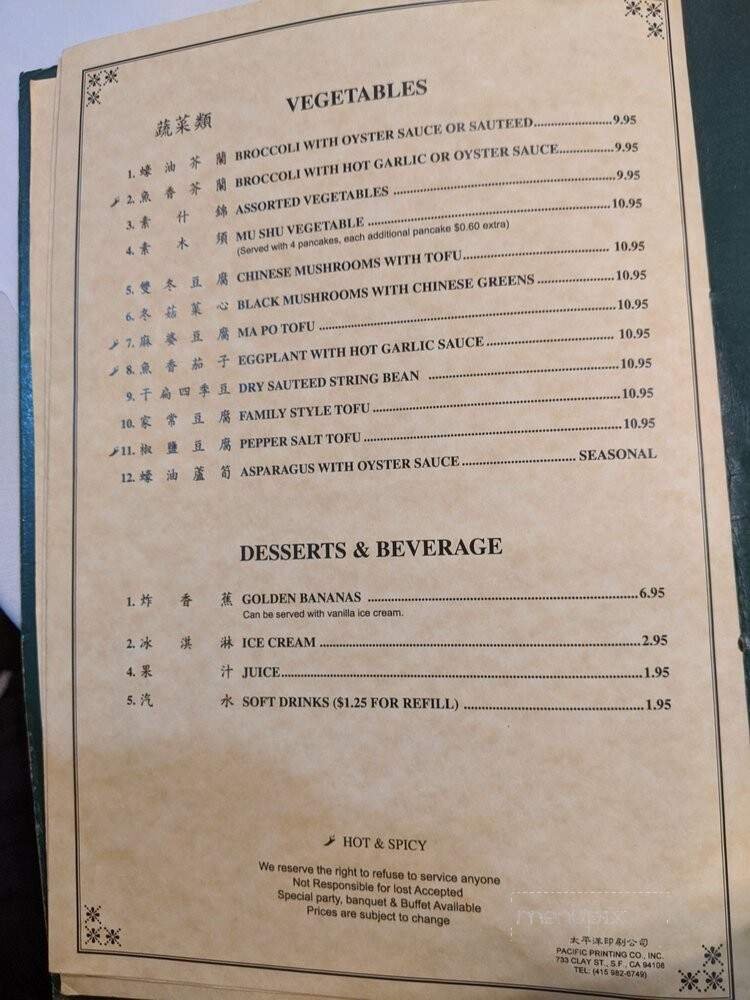 VEGETABLES
蔬菜類
1. 蠔油芥蘭 BROCCOLI WITH OYSTER SAUCE OR SAUTEED 9.95
2. 魚香芥蘭 BROCCOLI WITH HOT GARLIC OR OYSTER SAUCE 9.95
3. 素什錦 ASSORTED VEGETABLES 9.95
4. 素木須 MU SHU VEGETABLE 10.95
(Served with 4 pancakes, each additional pancake $0.60 extra)
5. 雙冬豆腐 CHINESE MUSHROOMS WITH TOFU 10.95
6. 冬菇菜心 BLACK MUSHROOMS WITH CHINESE GREENS 10.95
7. 麻婆豆腐 MA PO TOFU 10.95
8. 魚香茄子 EGGPLANT WITH HOT GARLIC SAUCE 10.95
9. 干扁四季豆 DRY SAUTEED STRING BEAN 10.95
10. 家常豆腐 FAMILY STYLE TOFU 10.95
11. 椒鹽豆腐 PEPPER SALT TOFU 10.95
12. 蠔油蘆筍 ASPARAGUS WITH OYSTER SAUCE SEASONAL
DESSERTS & BEVERAGE
1. 炸香蕉 GOLDEN BANANAS 6.95
Can be served with vanilla ice cream.
2. 冰淇淋 ICE CREAM 2.95
4. 果汁 JUICE 1.95
5. 汽水 SOFT DRINKS ($1.25 FOR REFILL) 1.95
HOT & SPICY
We reserve the right to refuse to service anyone
Not Responsible for lost Accepted
Special party, banquet & Buffet Available
Prices are subject to change
menupix
太平洋印刷公司
PACIFIC PRINTING CO., INC.
733 CLAY ST., S.F., CA 94108
TEL: (415 982-6749)